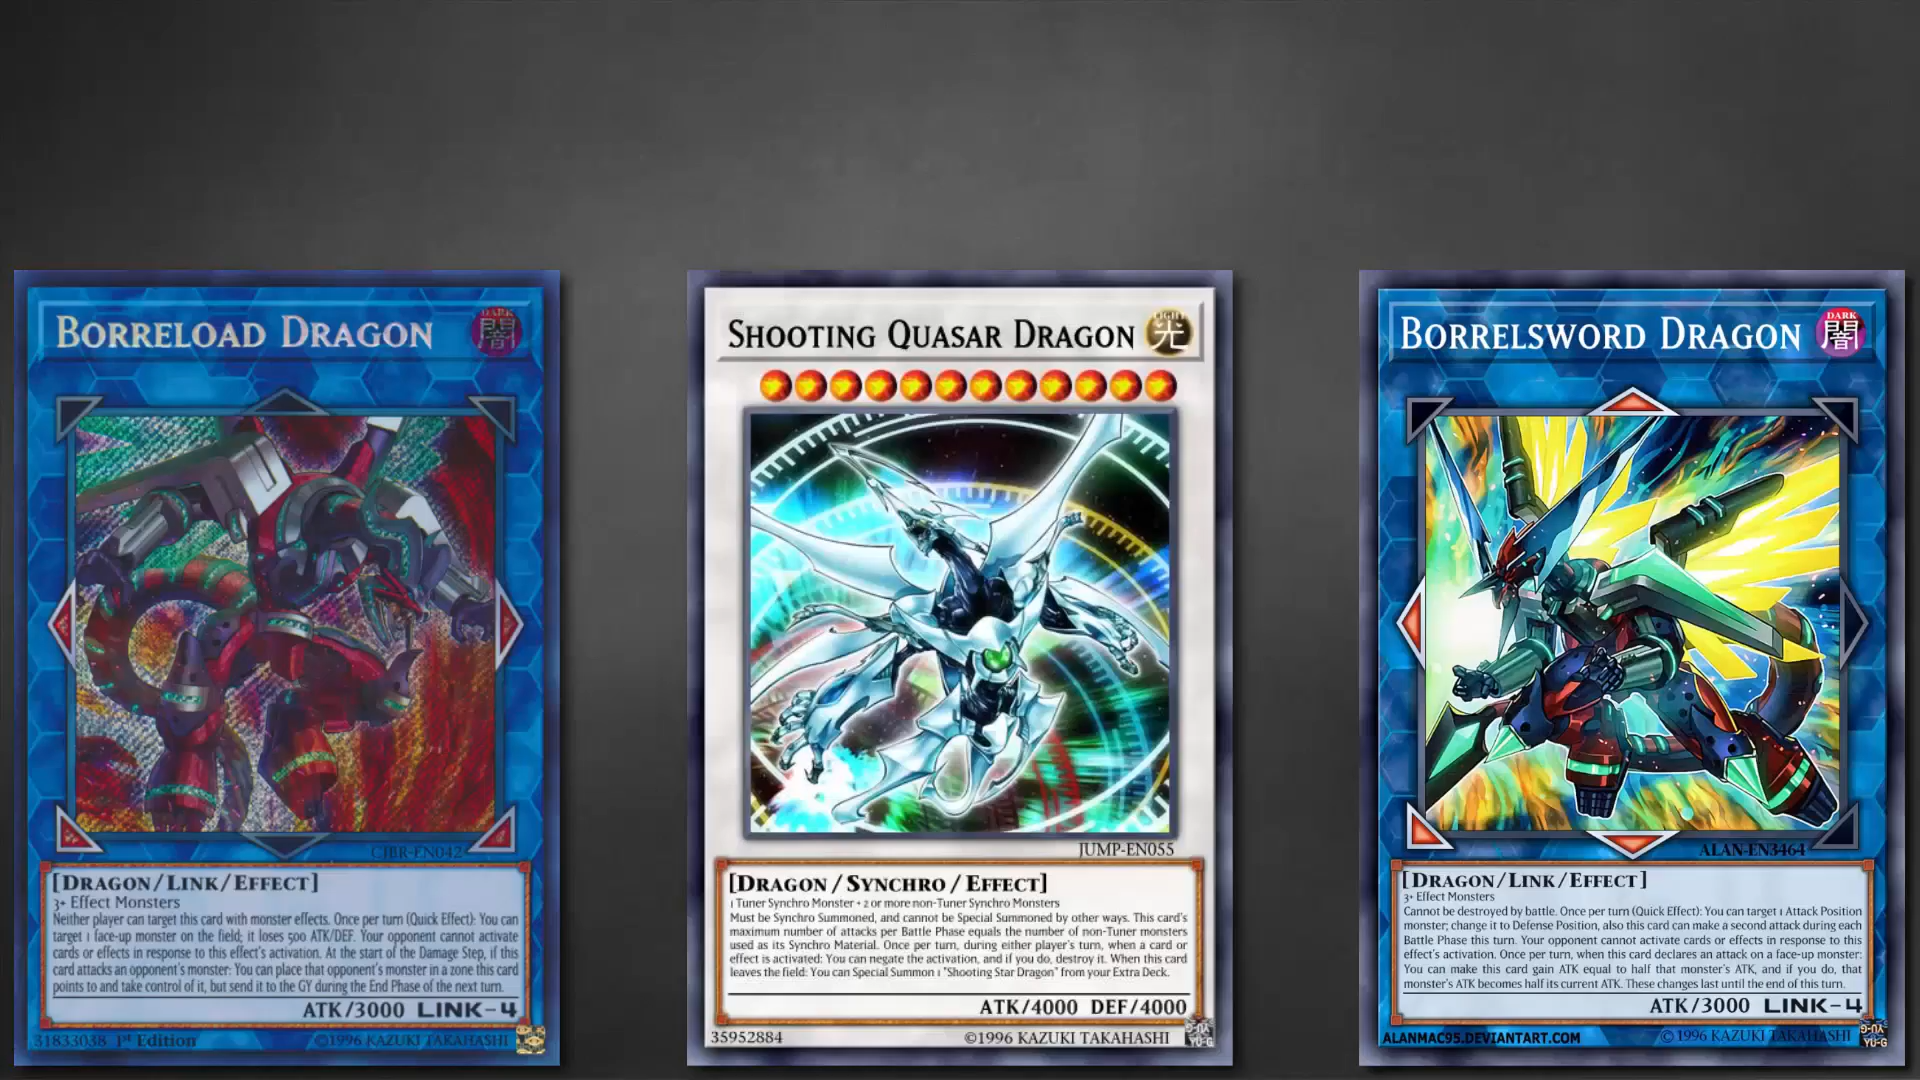 BORRELOAD DRAGON
DARK
闇
CIBR-EN042
[DRAGON/LINK/EFFECT]
3+ Effect Monsters
Neither player can target this card with monster effects. Once per turn (Quick Effect): You can
target 1 face-up monster on the field; it loses 500 ATK/DEF. Your opponent cannot activate
cards or effects in response to this effect's activation. At the start of the Damage Step, if this
card attacks an opponent's monster: You can place that opponent's monster in a zone this card
points to and take control of it, but send it to the GY during the End Phase of the next turn.
ATK/3000 LINK-4
31833038 1st Edition
©1996 KAZUKI TAKAHASHI
SHOOTING QUASAR DRAGON
LIGHT
光
JUMP-EN055
[DRAGON / SYNCHRO / EFFECT]
1 Tuner Synchro Monster + 2 or more non-Tuner Synchro Monsters
Must be Synchro Summoned, and cannot be Special Summoned by other ways. This card's
maximum number of attacks per Battle Phase equals the number of non-Tuner monsters
used as its Synchro Material. Once per turn, during either player's turn, when a card or
effect is activated: You can negate the activation, and if you do, destroy it. When this card
leaves the field: You can Special Summon 1 "Shooting Star Dragon" from your Extra Deck.
ATK/4000 DEF/4000
35952884
©1996 KAZUKI TAKAHASHI
YU-G
BORRELSWORD DRAGON
DARK
闇
ALAN-EN3464
[DRAGON/LINK/EFFECT]
3+ Effect Monsters
Cannot be destroyed by battle. Once per turn (Quick Effect): You can target 1 Attack Position
monster; change it to Defense Position, also this card can make a second attack during each
Battle Phase this turn. Your opponent cannot activate cards or effects in response to this
effect's activation. Once per turn, when this card declares an attack on a face-up monster:
You can make this card gain ATK equal to half that monster's ATK, and if you do, that
monster's ATK becomes half its current ATK. These changes last until the end of this turn.
ATK/3000 LINK-4
ALANMAC95.DEVIANTART.COM
©1996 KAZUKI TAKAHASHI
YU-G